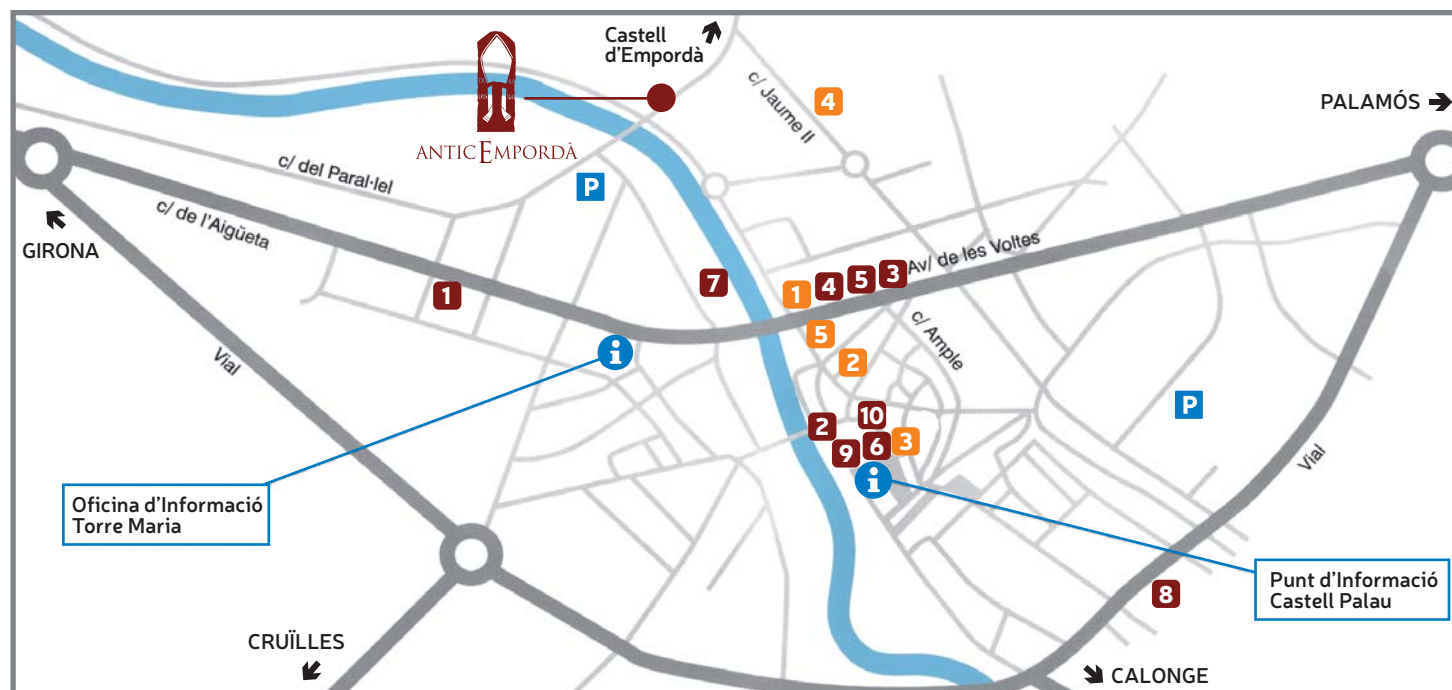 Castell
d'Empordà
PALAMÓS
c/ Jaume II
4
ANTIC EMPORDÀ
c/ del Paral·lel
P
c/ de l'Aigüeta
GIRONA
Av/ de les Voltes
7
1
4
5
3
1
5
c/ Ample
2
i
Vial
P
10
2
6
3
9
i
Vial
Oficina d'Informació
Torre Maria
Punt d'Informació
Castell Palau
8
CRUÏLLES
CALONGE